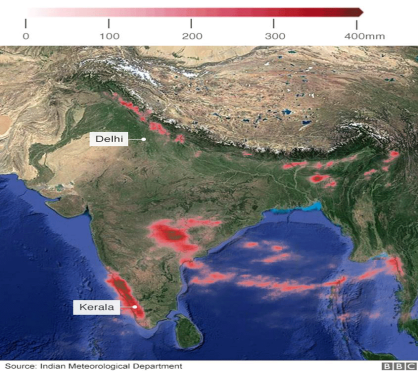 0 100 200 300 400mm
Delhi
Kerala
Source: Indian Meteorological Department BBC